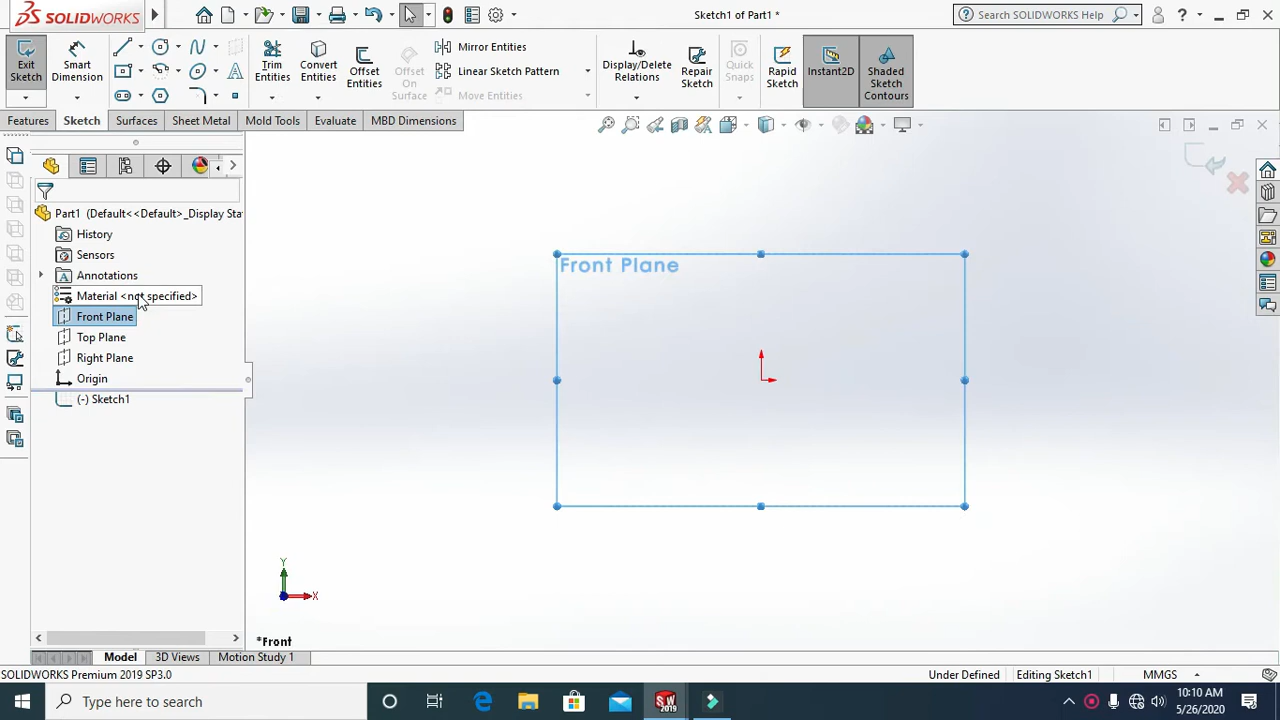 SOLIDWORKS
Sketch1 of Part1 *
Search SOLIDWORKS Help
?
Exit Sketch
Smart Dimension
Trim Entities
Convert Entities
Offset Entities
Offset On Surface
Mirror Entities
Linear Sketch Pattern
Move Entities
Display/Delete Relations
Repair Sketch
Quick Snaps
Rapid Sketch
Instant2D
Shaded Sketch Contours
Features
Sketch
Surfaces
Sheet Metal
Mold Tools
Evaluate
MBD Dimensions
Part1 (Default<<Default>_Display Sta
History
Sensors
A Annotations
Material <not specified>
Front Plane
Top Plane
Right Plane
Origin
(-) Sketch1
Front Plane
Y
X
*Front
Model
3D Views
Motion Study 1
SOLIDWORKS Premium 2019 SP3.0
Under Defined
Editing Sketch1
MMGS
Type here to search
SW
2019
10:10 AM
5/26/2020